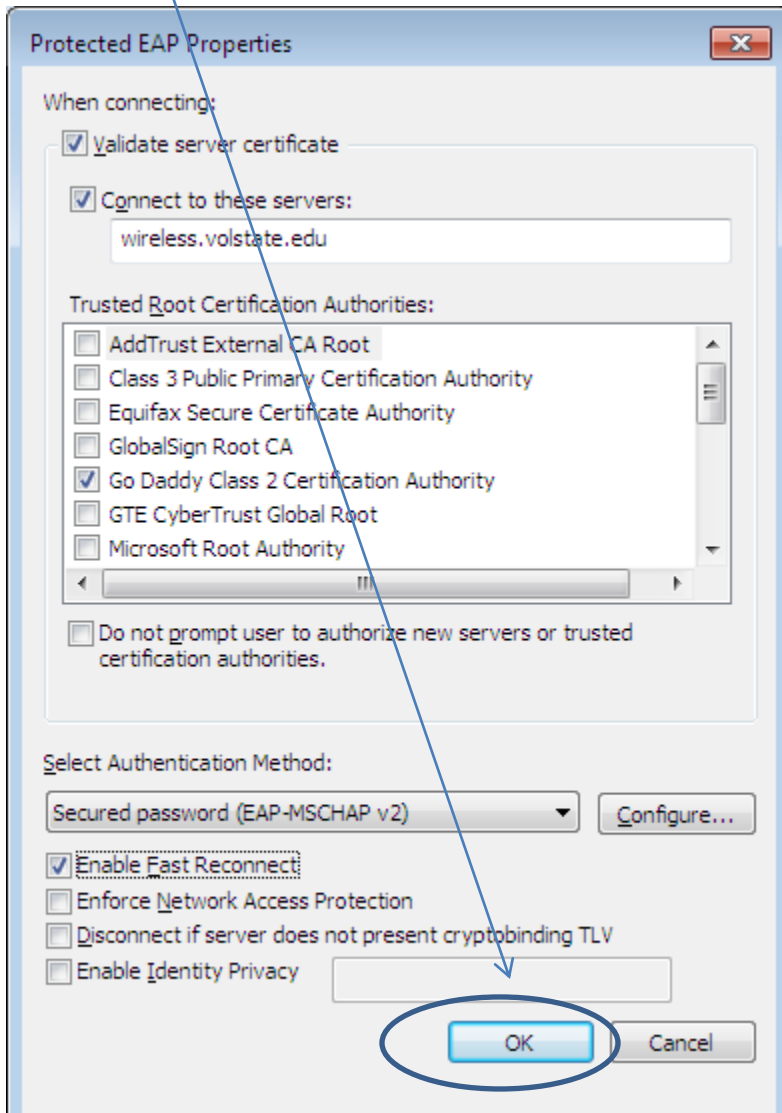 Protected EAP Properties
When connecting:
Validate server certificate
Connect to these servers:
wireless.volstate.edu
Trusted Root Certification Authorities:
AddTrust External CA Root
Class 3 Public Primary Certification Authority
Equifax Secure Certificate Authority
GlobalSign Root CA
Go Daddy Class 2 Certification Authority
GTE CyberTrust Global Root
Microsoft Root Authority
Do not prompt user to authorize new servers or trusted
certification authorities.
Select Authentication Method:
Secured password (EAP-MSCHAP v2)
Configure...
Enable Fast Reconnect
Enforce Network Access Protection
Disconnect if server does not present cryptobinding TLV
Enable Identity Privacy
OK
Cancel